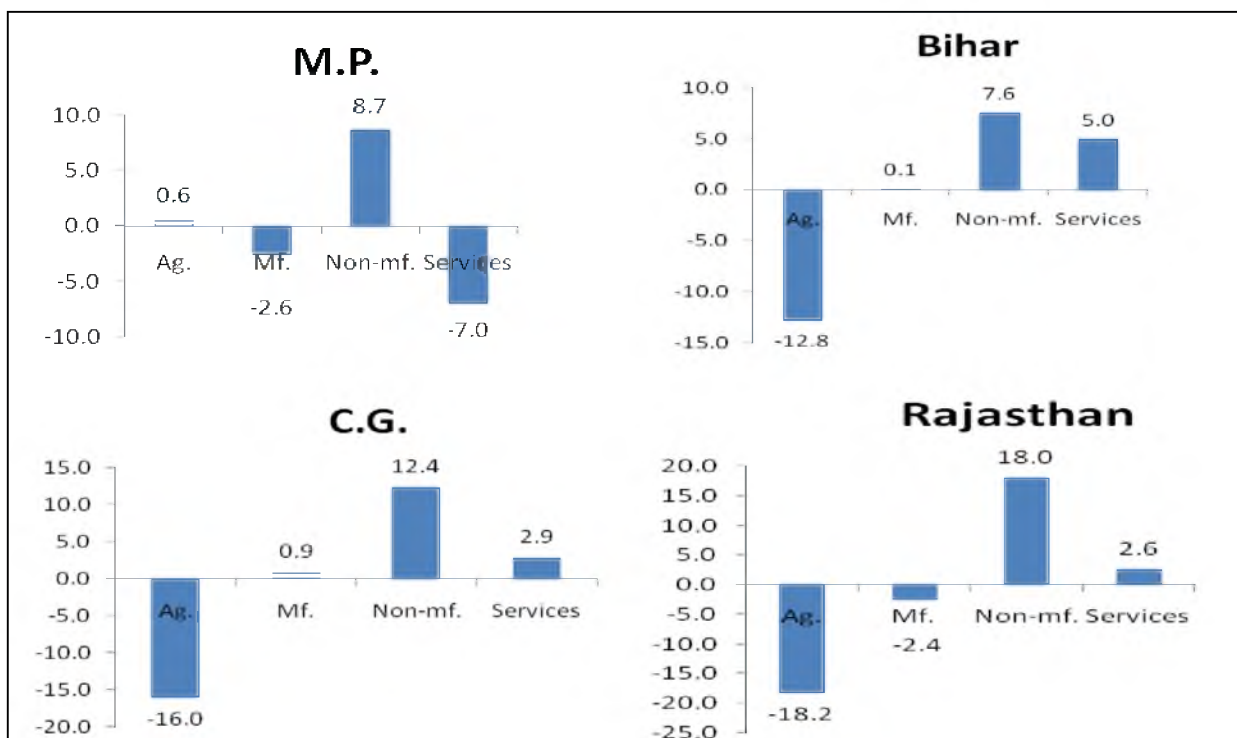 M.P.
10.0
5.0
0.0
-5.0
-10.0
0.6
-2.6
8.7
-7.0
Ag.
Mf.
Non-mf.
Services
Bihar
10.0
5.0
0.0
-5.0
-10.0
-15.0
-12.8
0.1
7.6
5.0
Ag.
Mf.
Non-mf.
Services
C.G.
15.0
10.0
5.0
0.0
-5.0
-10.0
-15.0
-20.0
-16.0
0.9
12.4
2.9
Ag.
Mf.
Non-mf.
Services
Rajasthan
20.0
15.0
10.0
5.0
0.0
-5.0
-10.0
-15.0
-20.0
-25.0
-18.2
-2.4
18.0
2.6
Ag.
Mf.
Non-mf.
Services